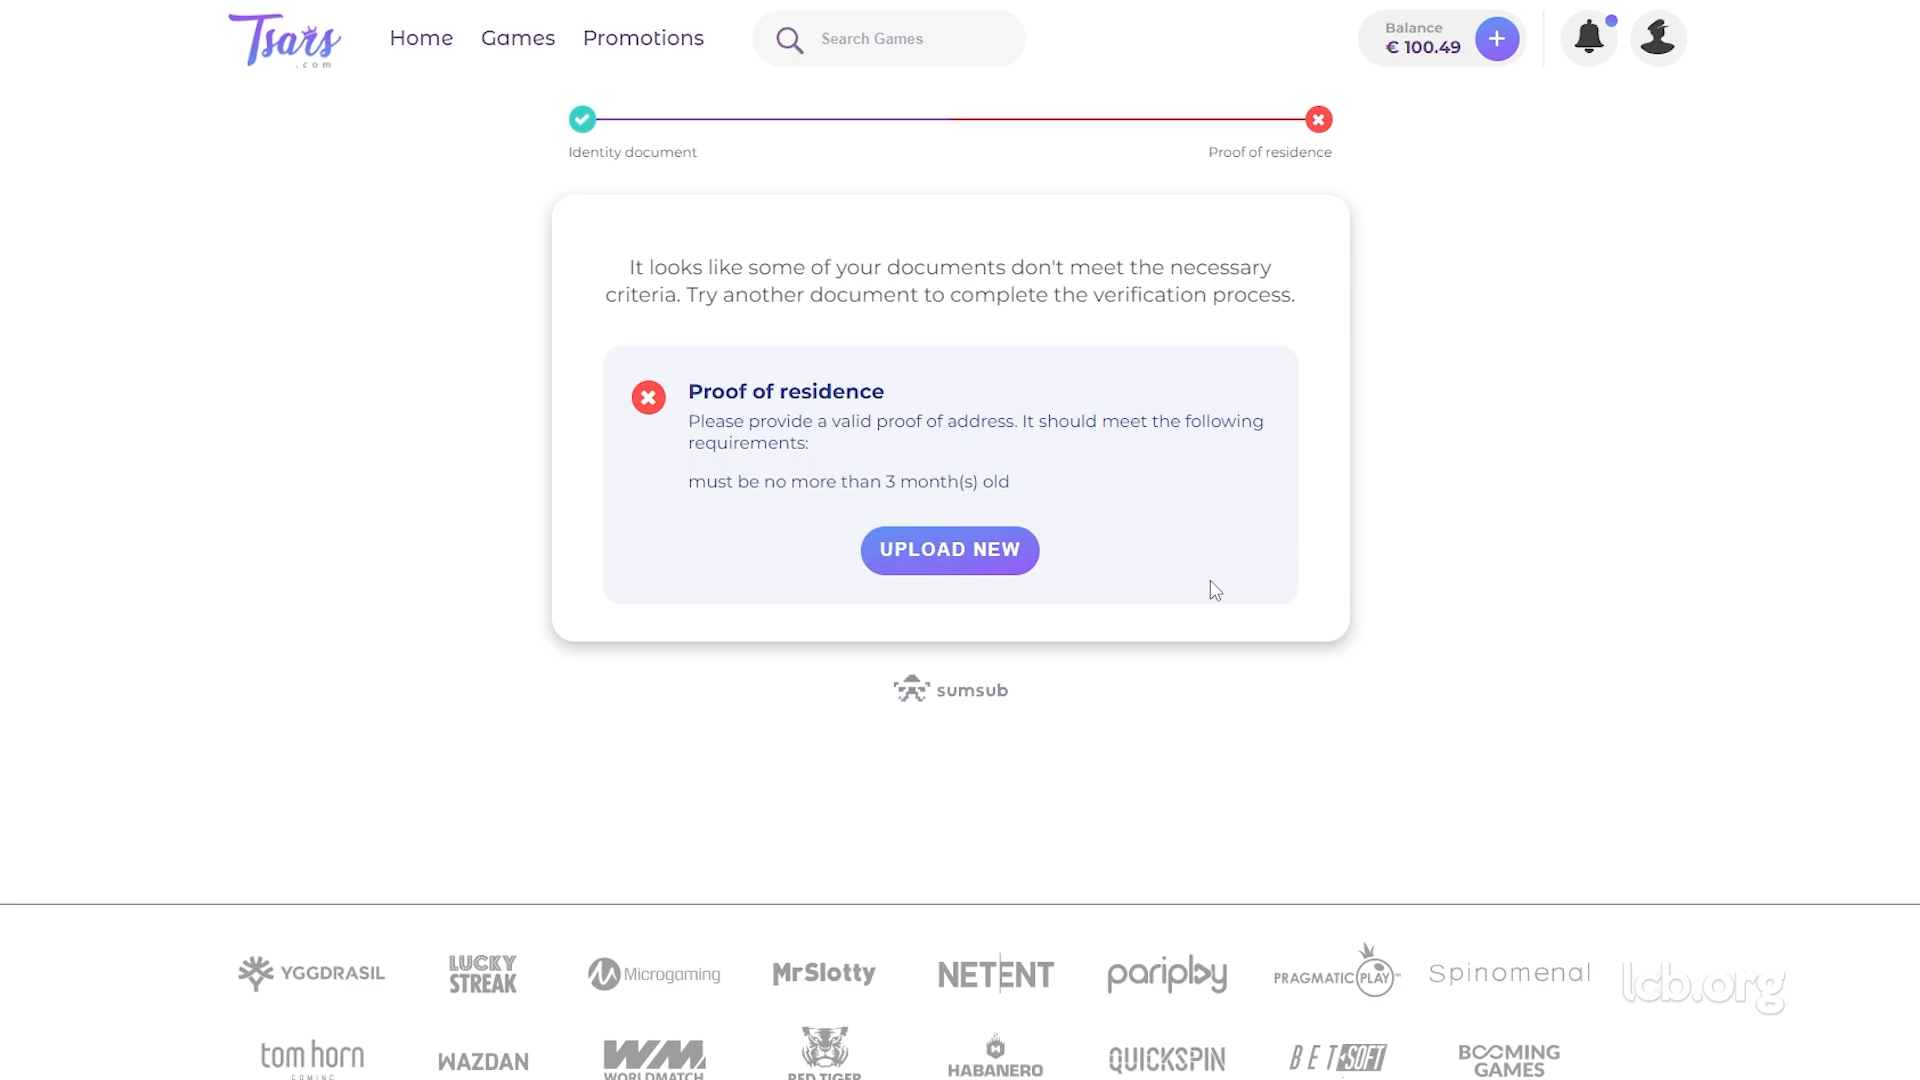 Tsars
.com
Home
Games
Promotions
Search Games
Balance
€ 100.49
Identity document
Proof of residence
It looks like some of your documents don't meet the necessary
criteria. Try another document to complete the verification process.
Proof of residence
Please provide a valid proof of address. It should meet the following
requirements:
must be no more than 3 month(s) old
UPLOAD NEW
sumsub
YGGDRASIL
LUCKY
STREAK
Microgaming
MrSlotty
NETENT
pariplay
PRAGMATIC PLAY
Spinomenal
lcb.org
tom horn
GAMING
WAZDAN
WM
WORLDMATCH
RED TIGER
HABANERO
QUICKSPIN
BETSOFT
BOOMING
GAMES